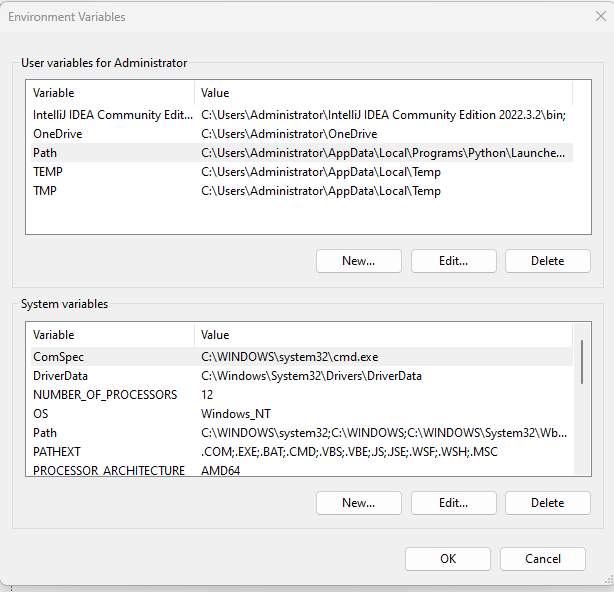 Environment Variables
User variables for Administrator
Variable Value
IntelliJ IDEA Community Edit... C:\Users\Administrator\IntelliJ IDEA Community Edition 2022.3.2\bin;
OneDrive C:\Users\Administrator\OneDrive
Path C:\Users\Administrator\AppData\Local\Programs\Python\Launche...
TEMP C:\Users\Administrator\AppData\Local\Temp
TMP C:\Users\Administrator\AppData\Local\Temp
New... Edit... Delete
System variables
Variable Value
ComSpec C:\WINDOWS\system32\cmd.exe
DriverData C:\Windows\System32\Drivers\DriverData
NUMBER_OF_PROCESSORS 12
OS Windows_NT
Path C:\WINDOWS\system32;C:\WINDOWS;C:\WINDOWS\System32\Wb...
PATHEXT .COM;.EXE;.BAT;.CMD;.VBS;.VBE;.JS;.JSE;.WSF;.WSH;.MSC
PROCESSOR_ARCHITECTURE AMD64
New... Edit... Delete
OK Cancel